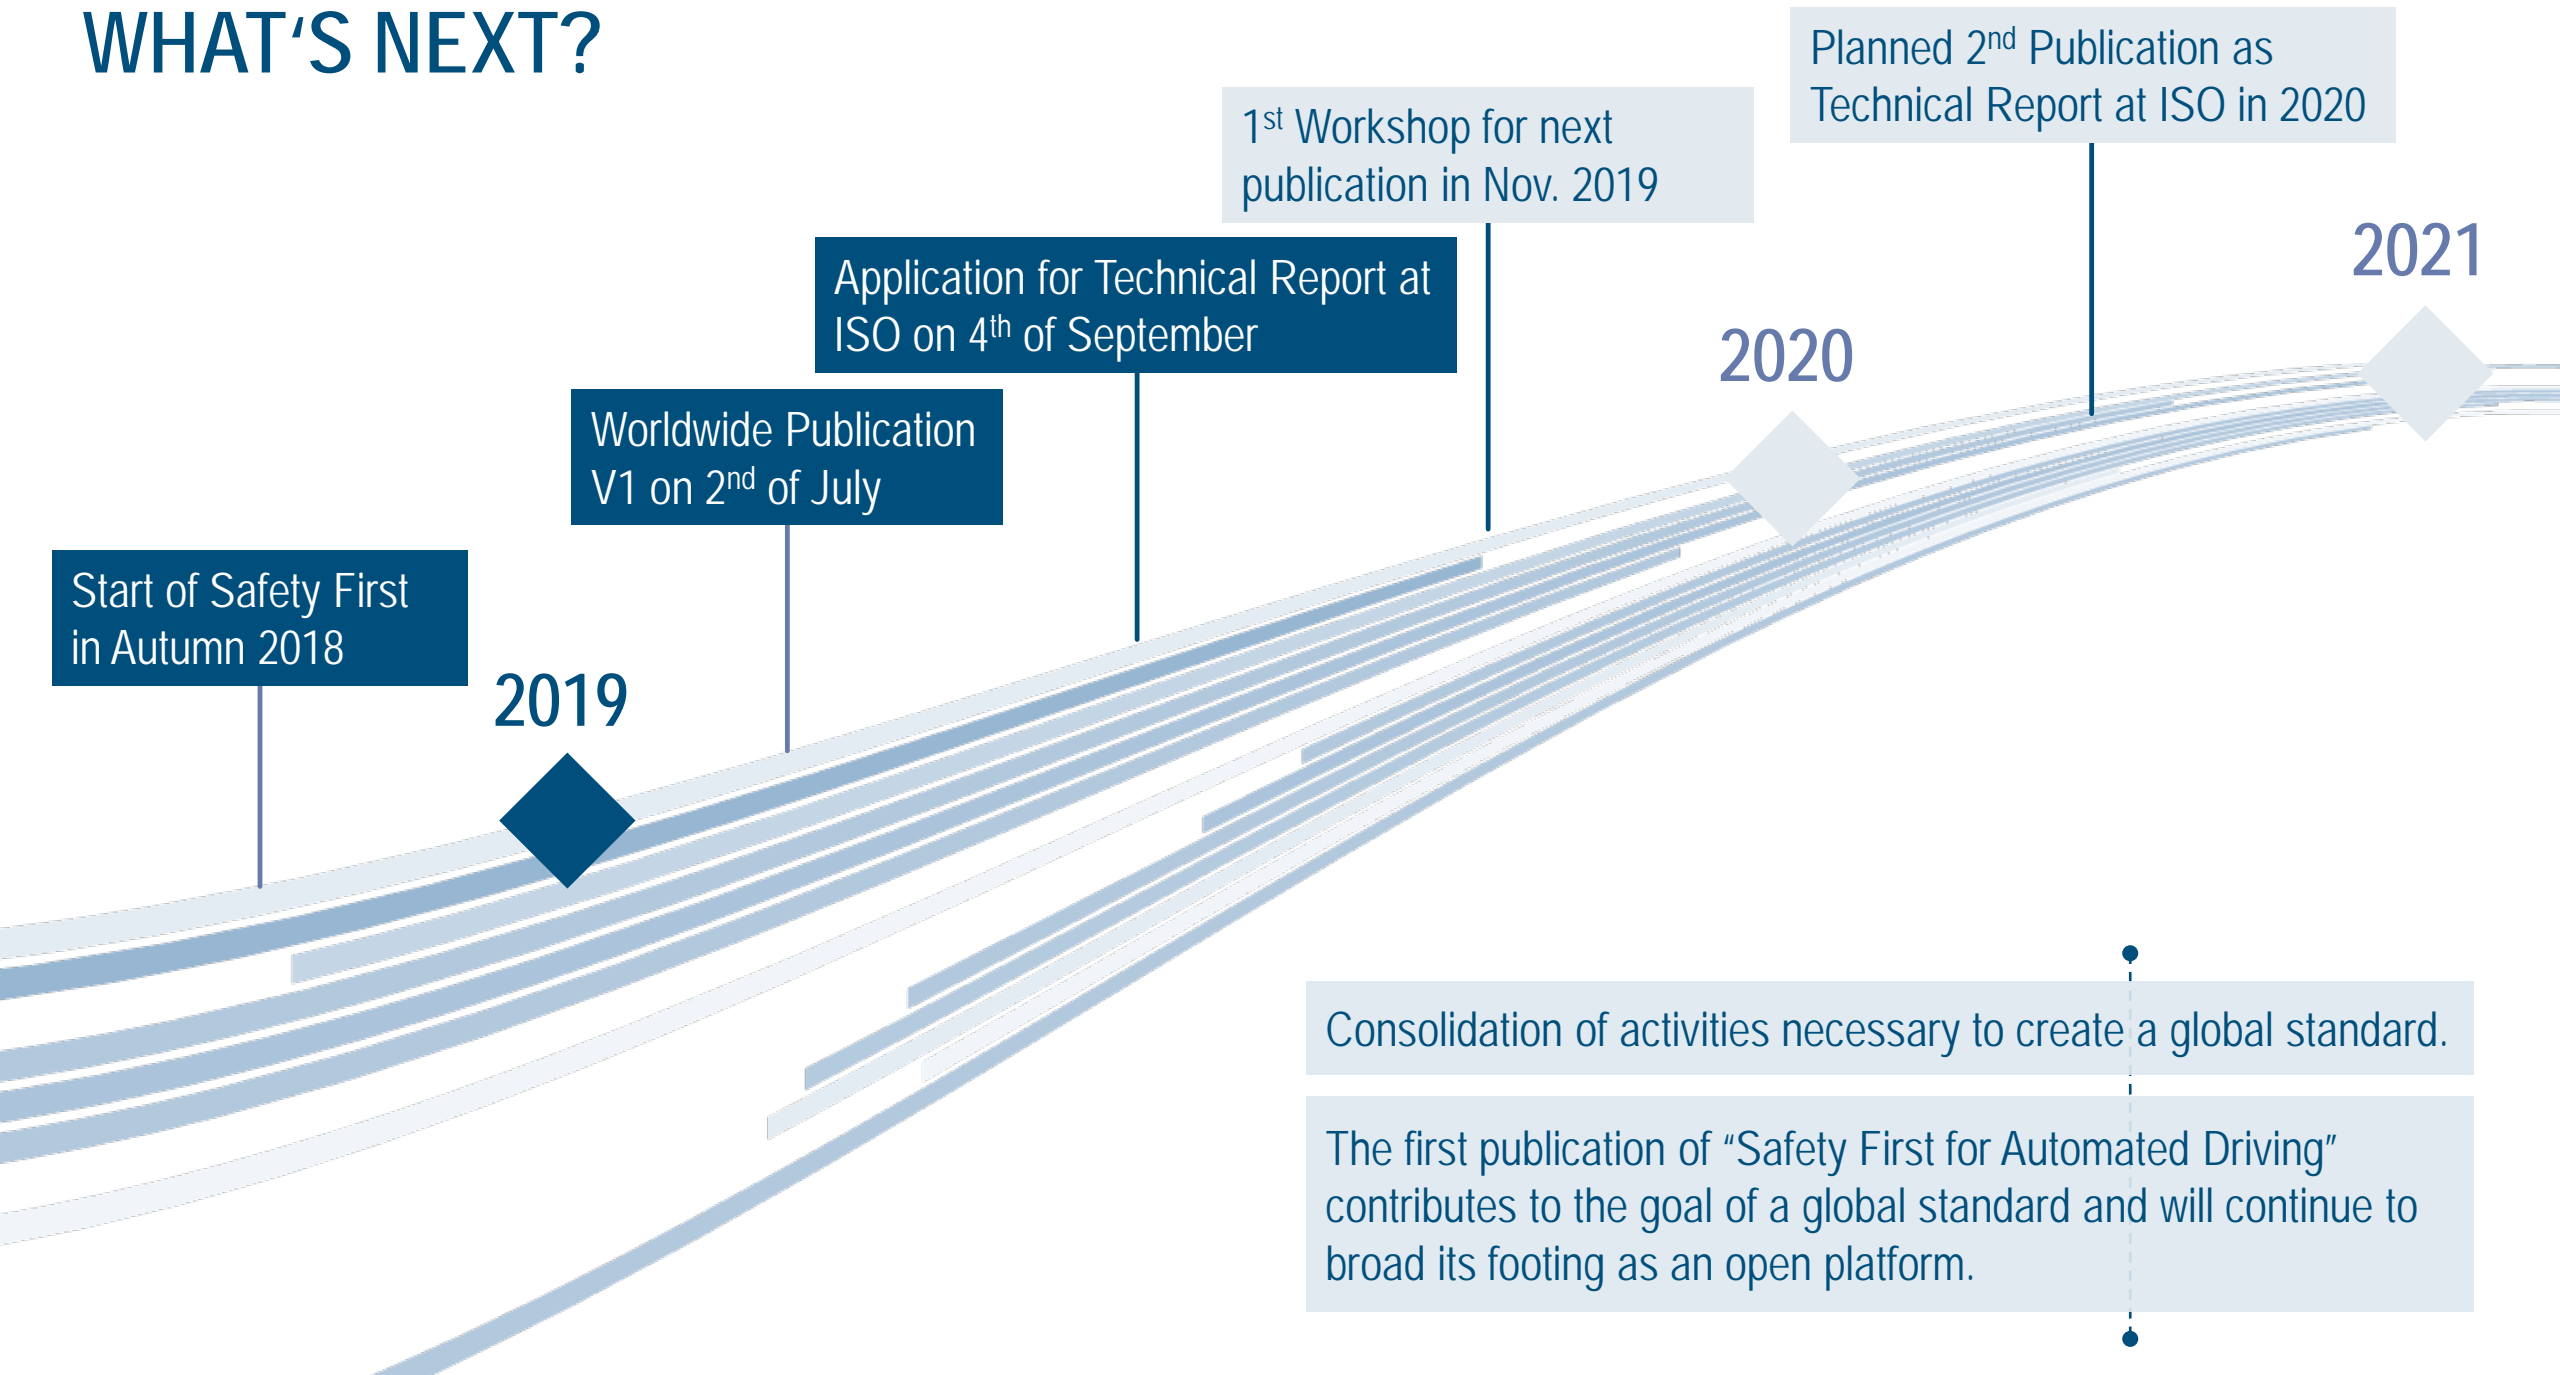 WHAT‘S NEXT?
Planned 2nd Publication as
Technical Report at ISO in 2020
1st Workshop for next
publication in Nov. 2019
2021
Application for Technical Report at
ISO on 4th of September
2020
Worldwide Publication
V1 on 2nd of July
Start of Safety First
in Autumn 2018
2019
Consolidation of activities necessary to create a global standard.
The first publication of “Safety First for Automated Driving”
contributes to the goal of a global standard and will continue to
broad its footing as an open platform.